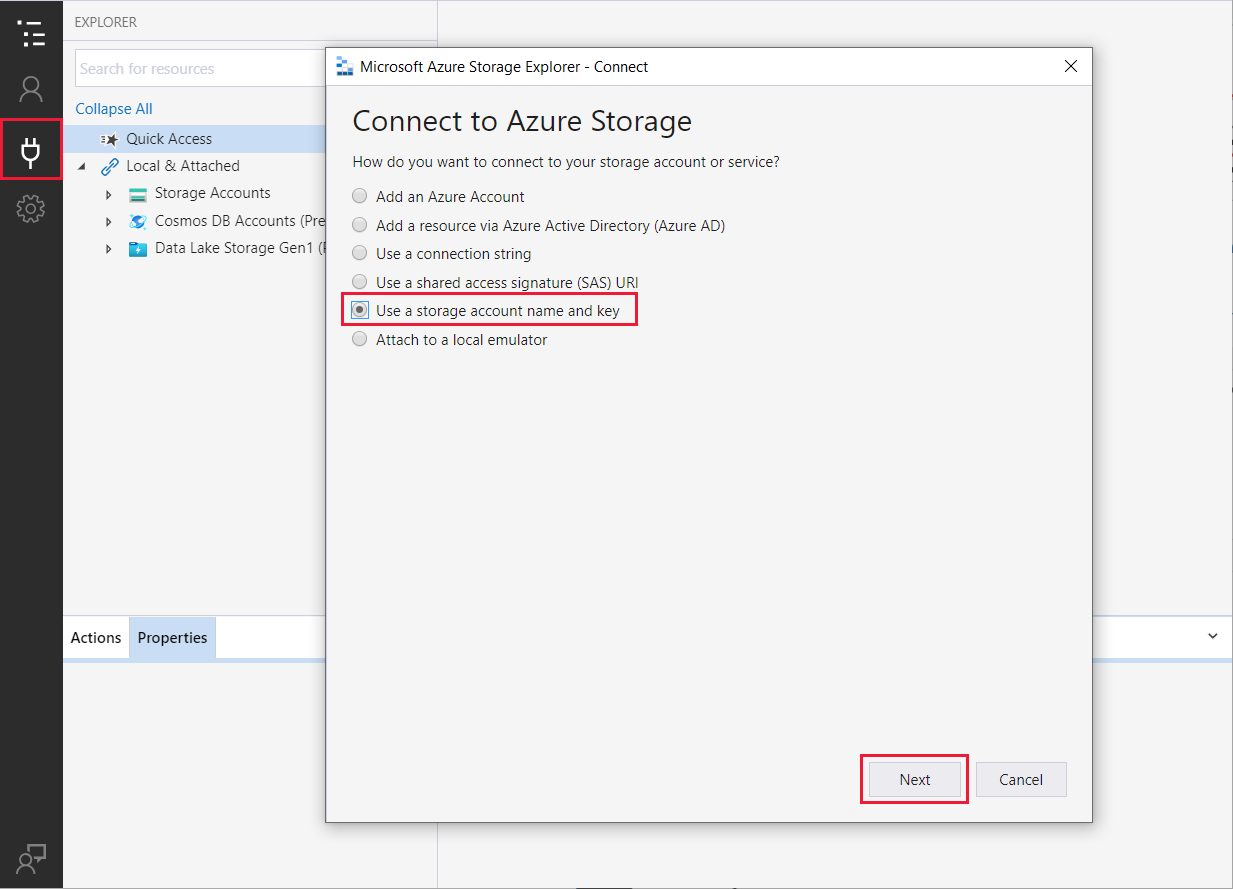 EXPLORER
Search for resources
Collapse All
Quick Access
Local & Attached
Storage Accounts
Cosmos DB Accounts (Pre
Data Lake Storage Gen1 (
Microsoft Azure Storage Explorer - Connect
Connect to Azure Storage
How do you want to connect to your storage account or service?
Add an Azure Account
Add a resource via Azure Active Directory (Azure AD)
Use a connection string
Use a shared access signature (SAS) URI
Use a storage account name and key
Attach to a local emulator
Next
Cancel
Actions
Properties